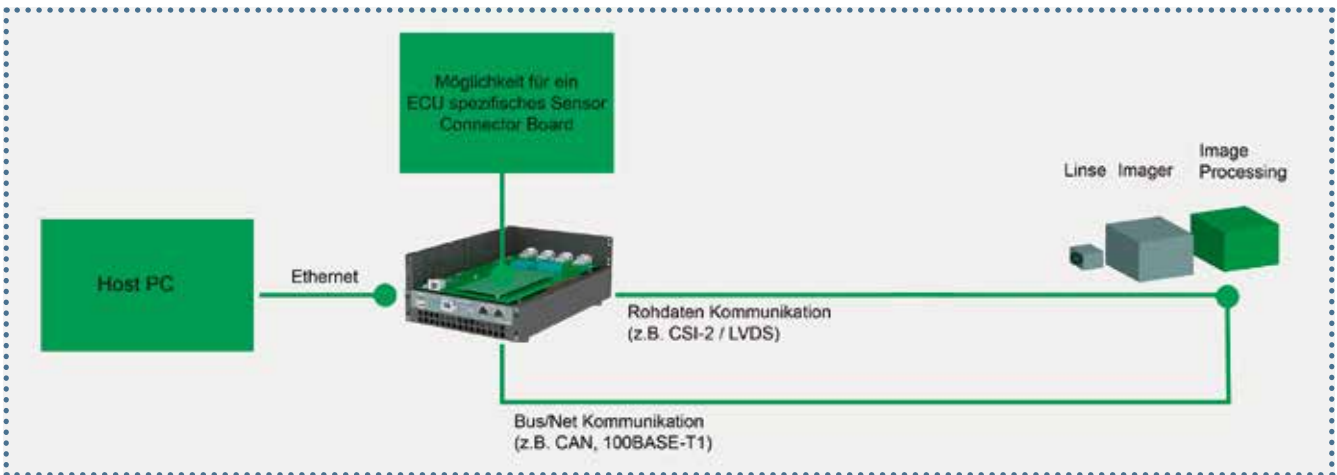 Möglichkeit für ein
ECU spezifisches Sensor
Connector Board
Host PC
Ethernet
Linse
Imager
Image
Processing
Rohdaten Kommunikation
(z.B. CSI-2 / LVDS)
Bus/Net Kommunikation
(z.B. CAN, 100BASE-T1)